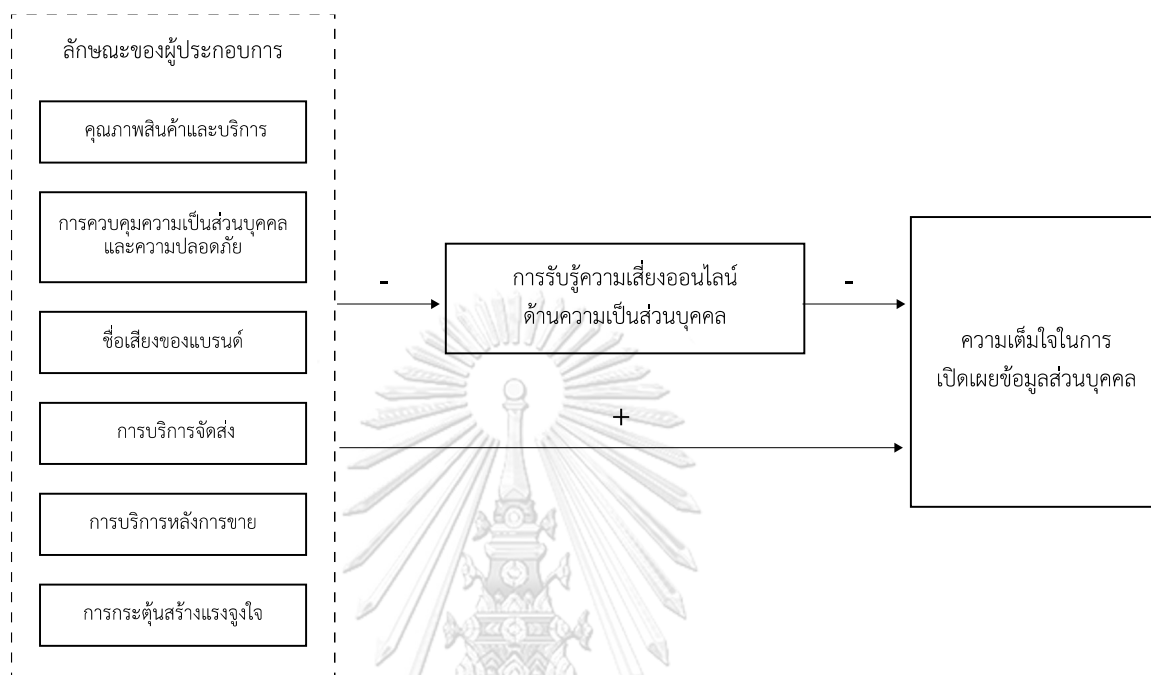 ลักษณะของผู้ประกอบการ
คุณภาพสินค้าและบริการ
การควบคุมความเป็นส่วนบุคคล
และความปลอดภัย
ชื่อเสียงของแบรนด์
การบริการจัดส่ง
การบริการหลังการขาย
การกระตุ้นสร้างแรงจูงใจ
-
การรับรู้ความเสี่ยงออนไลน์
ด้านความเป็นส่วนบุคคล
-
+
ความเต็มใจในการ
เปิดเผยข้อมูลส่วนบุคคล